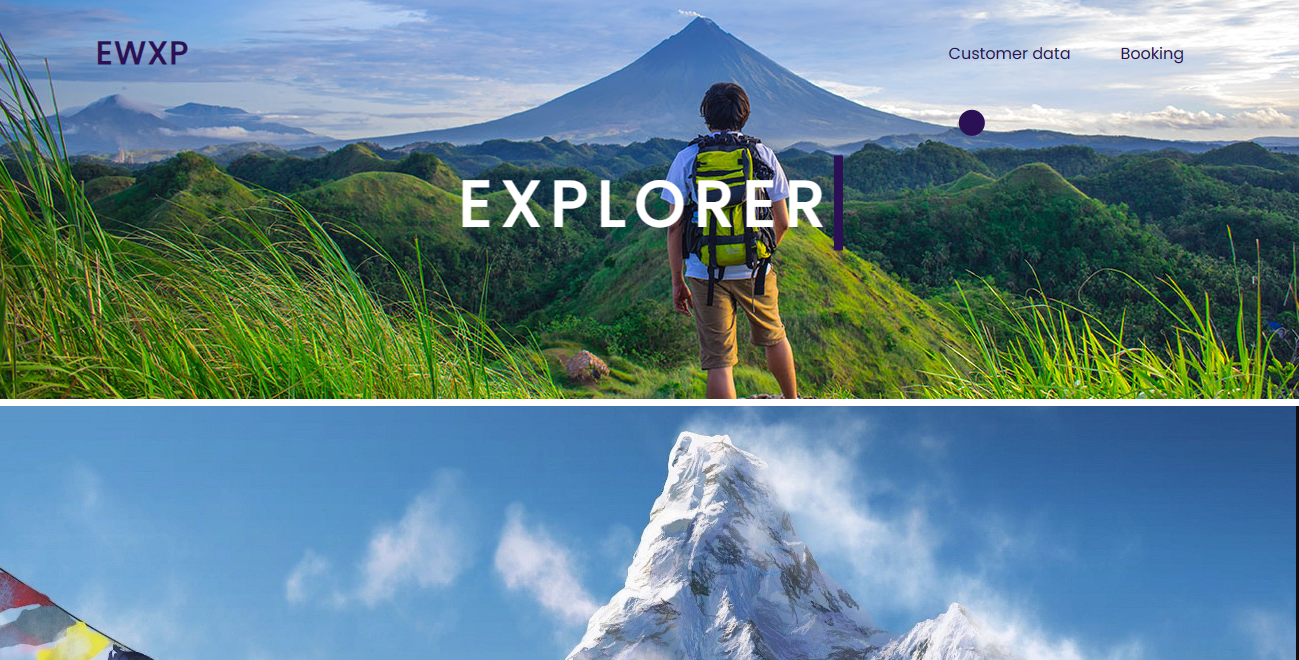 EWXP
Customer data
Booking
EXPLORER